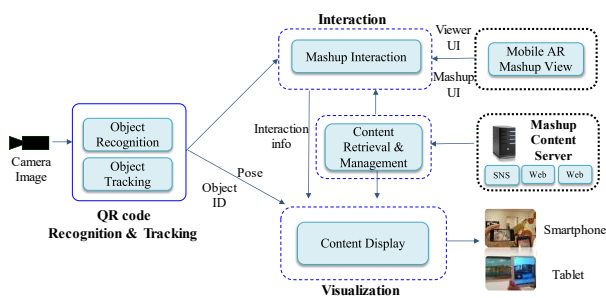 Interaction
Mashup Interaction
Viewer
UI
Mashup
UI
Mobile AR
Mashup View
Object
Recognition
Object
Tracking
Camera
Image
QR code
Recognition & Tracking
Interaction
info
Content
Retrieval &
Management
Mashup
Content
Server
SNS
Web
Web
Pose
Object
ID
Content Display
Visualization
Smartphone
Tablet